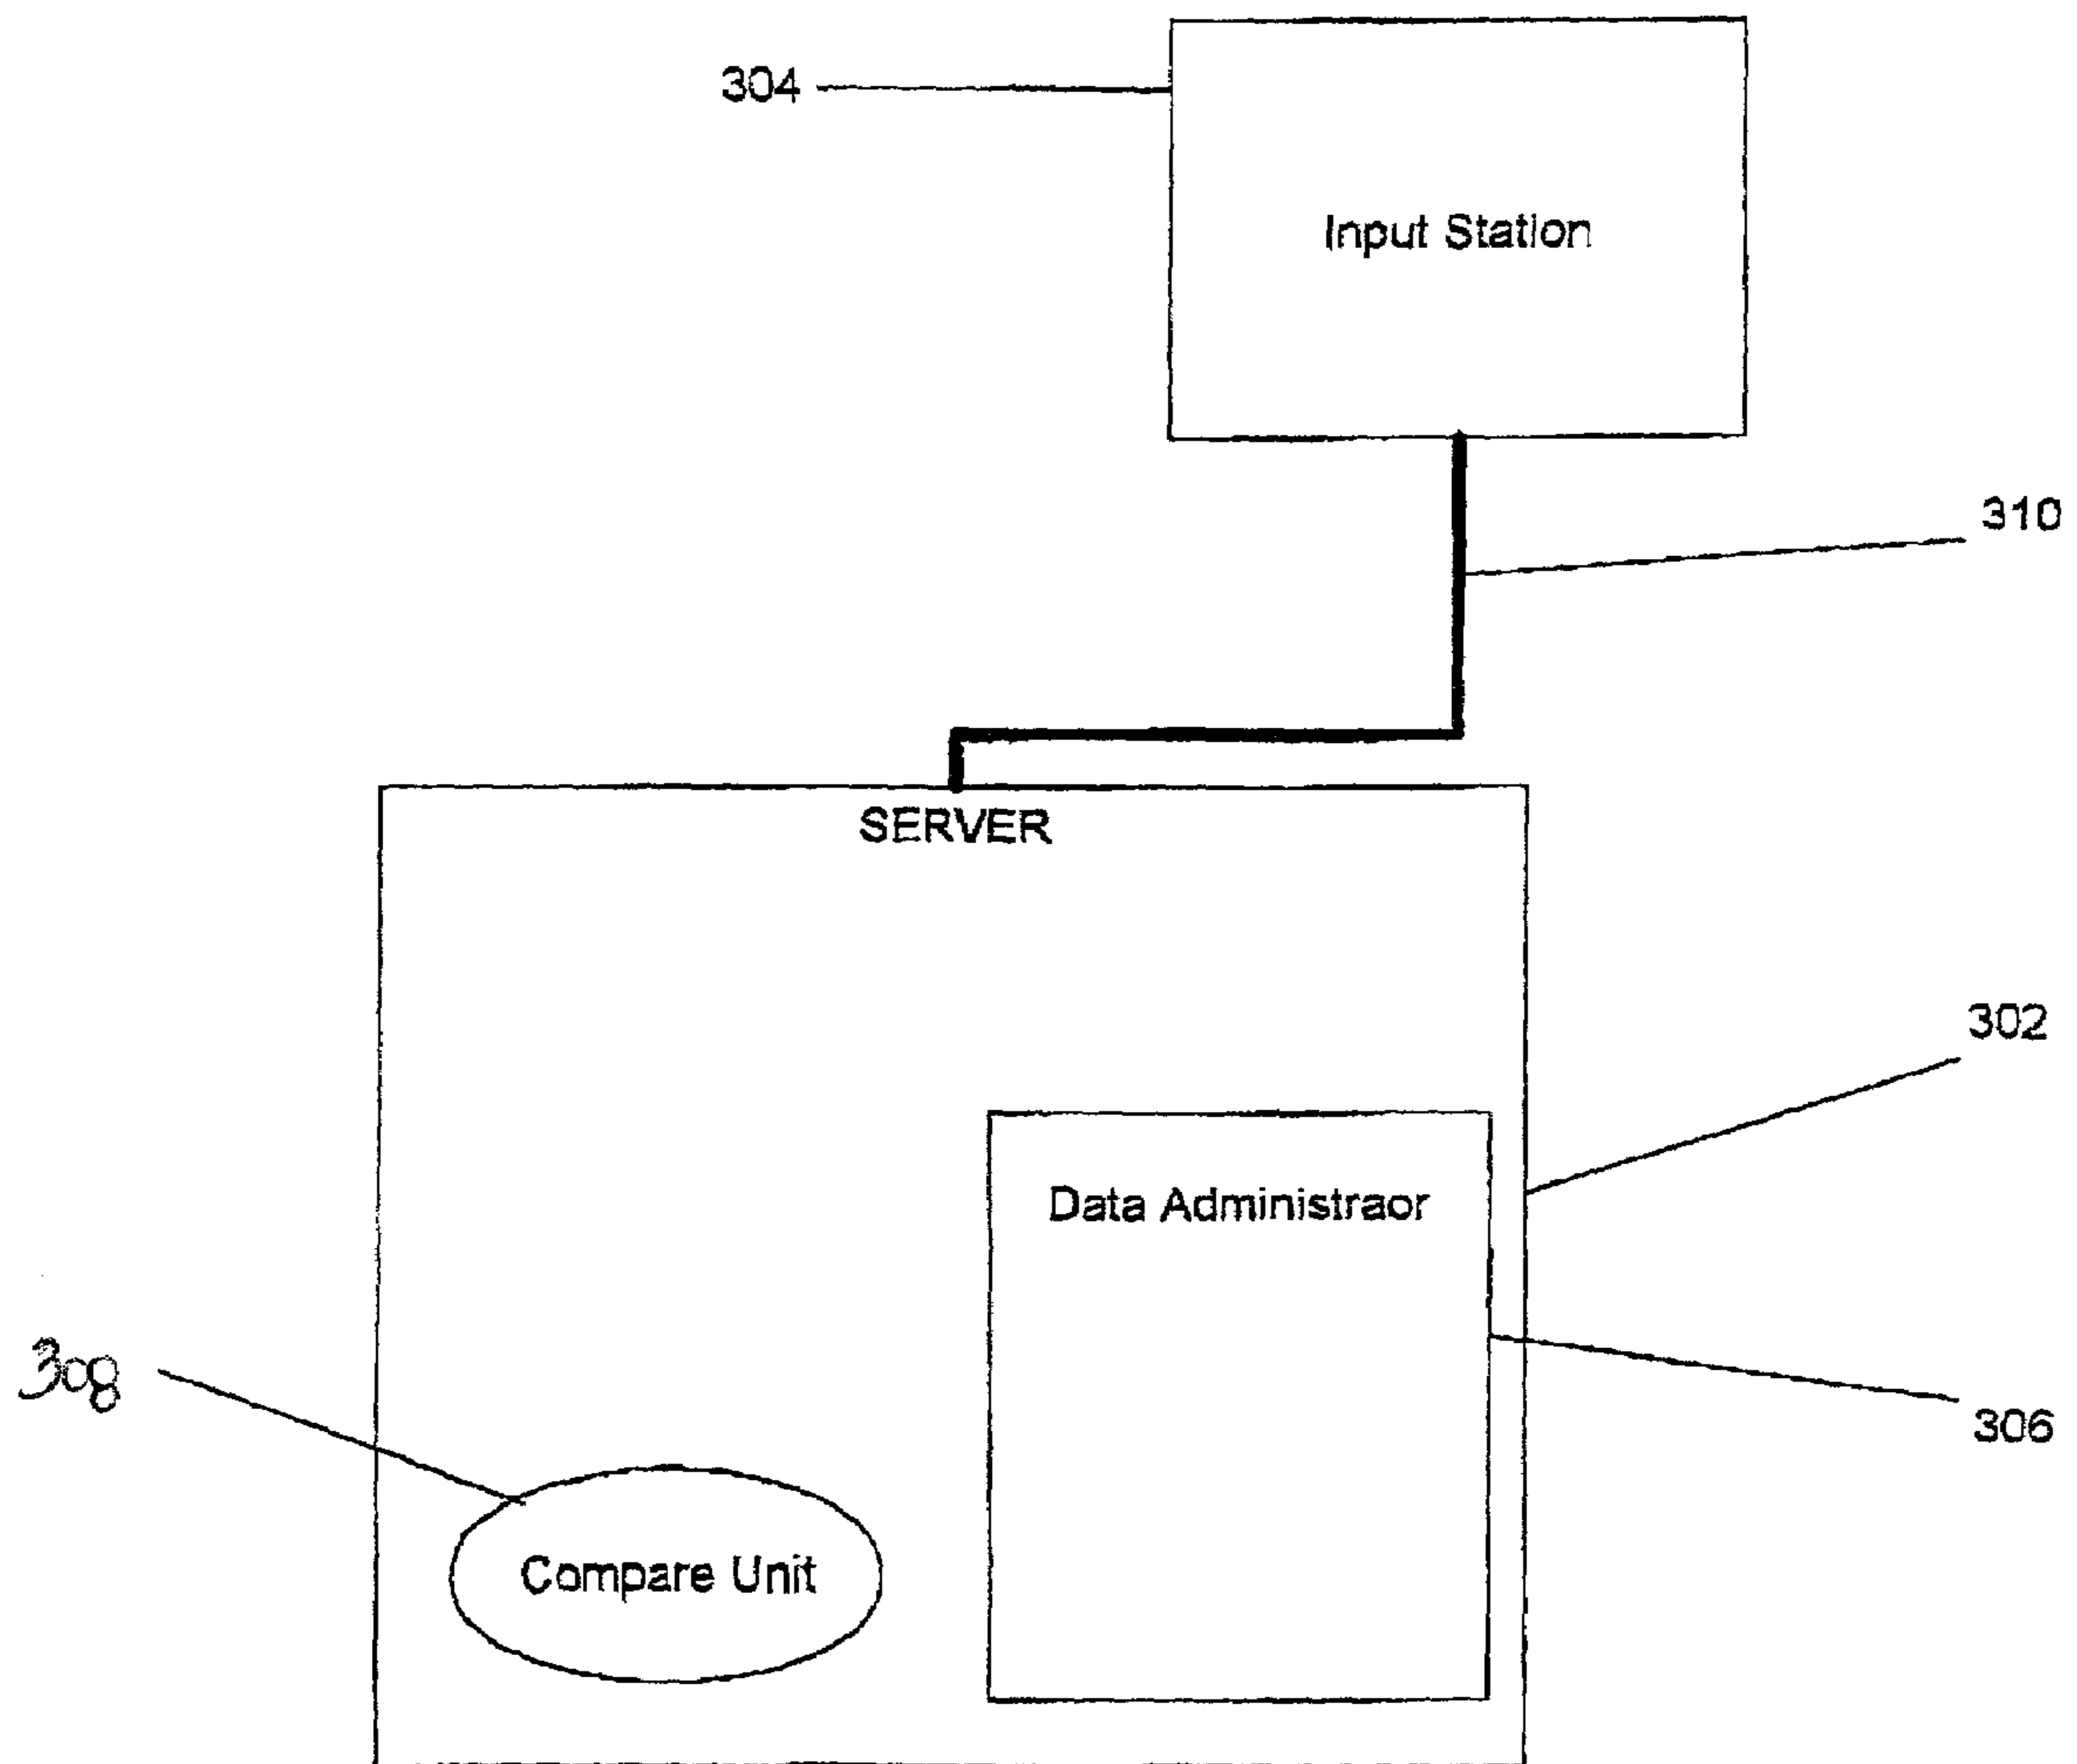 304
Input Station
310
SERVER
302
Data Administraor
308
306
Compare Unit